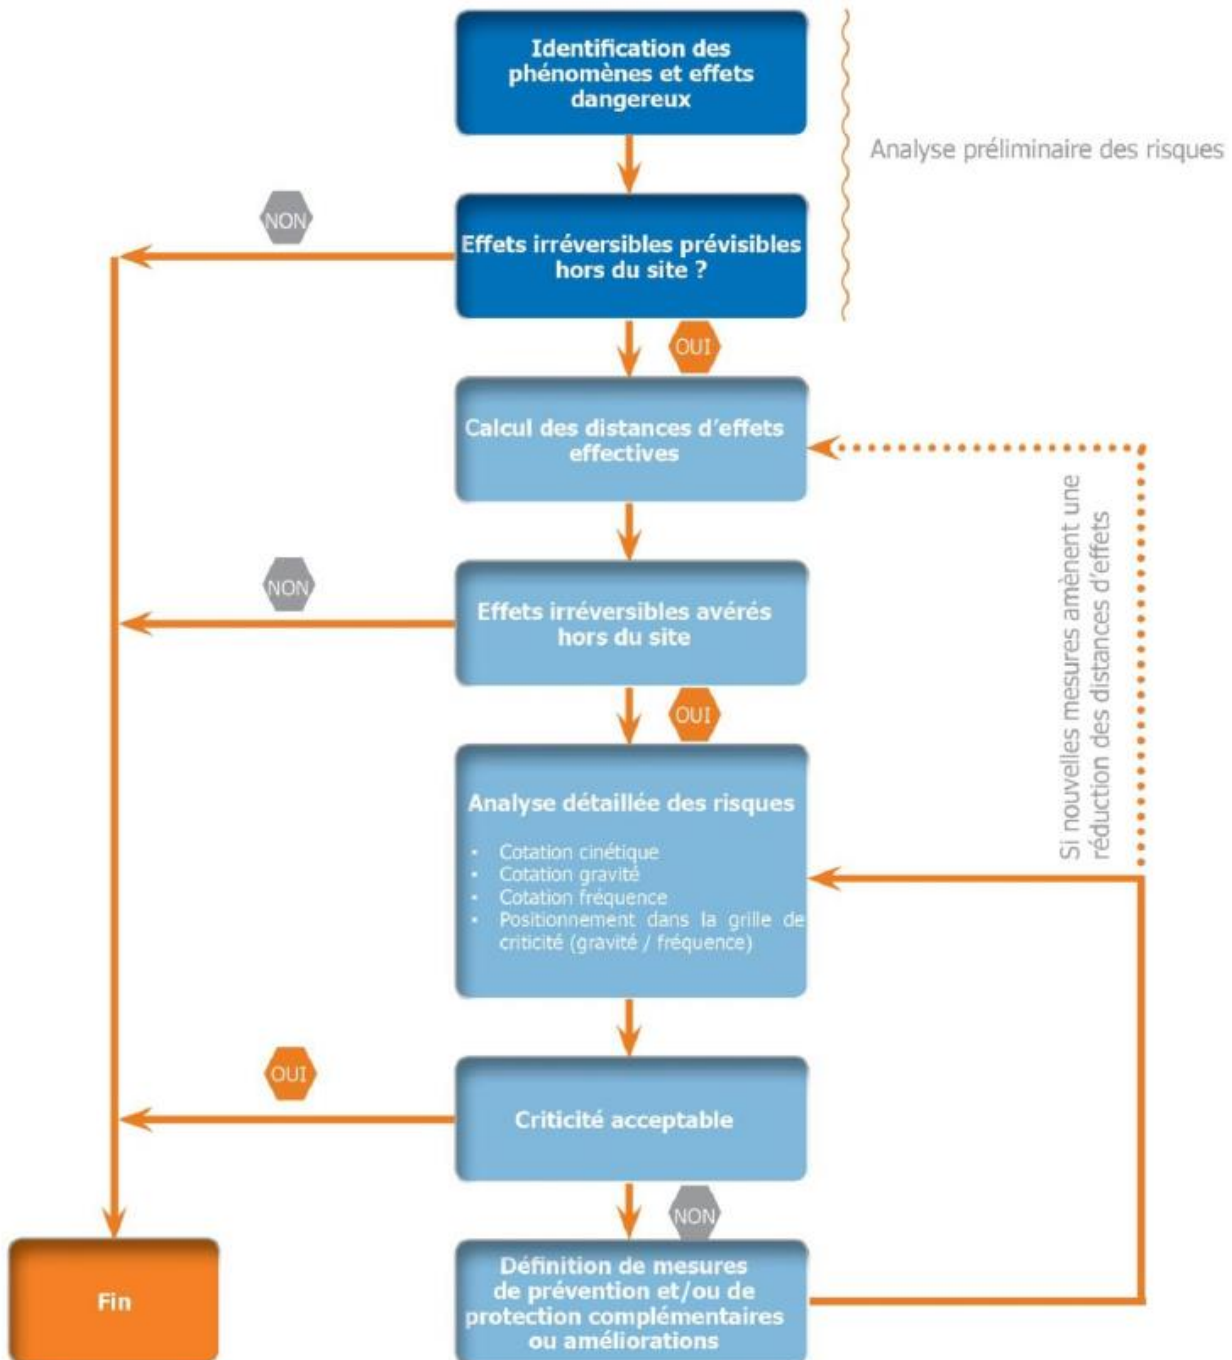 Identification des
phénomènes et effets
dangereux
Analyse préliminaire des risques
NON
Effets irréversibles prévisibles
hors du site ?
OUI
Calcul des distances d'effets
effectives
Si nouvelles mesures amènent une
réduction des distances d'effets
NON
Effets irréversibles avérés
hors du site
OUI
Analyse détaillée des risques
• Cotation cinétique
• Cotation gravité
• Cotation fréquence
• Positionnement dans la grille de
criticité (gravité / fréquence)
OUI
Criticité acceptable
NON
Fin
Définition de mesures
de prévention et/ou de
protection complémentaires
ou améliorations